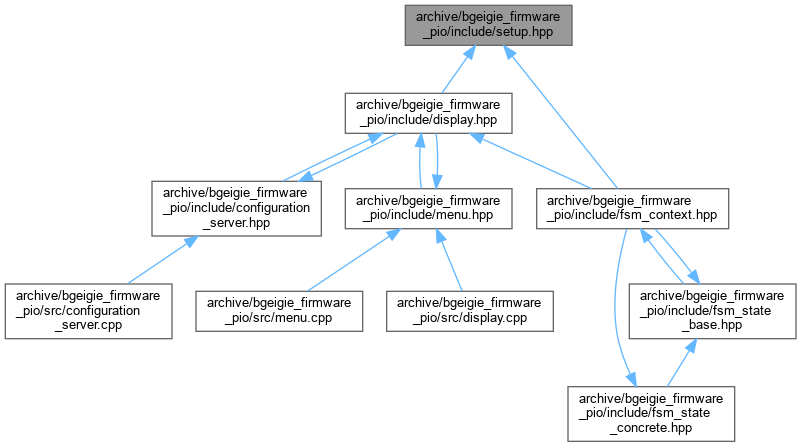 archive/bgeigie_firmware
_pio/include/setup.hpp
archive/bgeigie_firmware
_pio/include/display.hpp
archive/bgeigie_firmware
_pio/include/configuration
_server.hpp
archive/bgeigie_firmware
_pio/include/menu.hpp
archive/bgeigie_firmware
_pio/include/fsm_context.hpp
archive/bgeigie_firmware
_pio/src/configuration
_server.cpp
archive/bgeigie_firmware
_pio/src/menu.cpp
archive/bgeigie_firmware
_pio/src/display.cpp
archive/bgeigie_firmware
_pio/include/fsm_state
_base.hpp
archive/bgeigie_firmware
_pio/include/fsm_state
_concrete.hpp